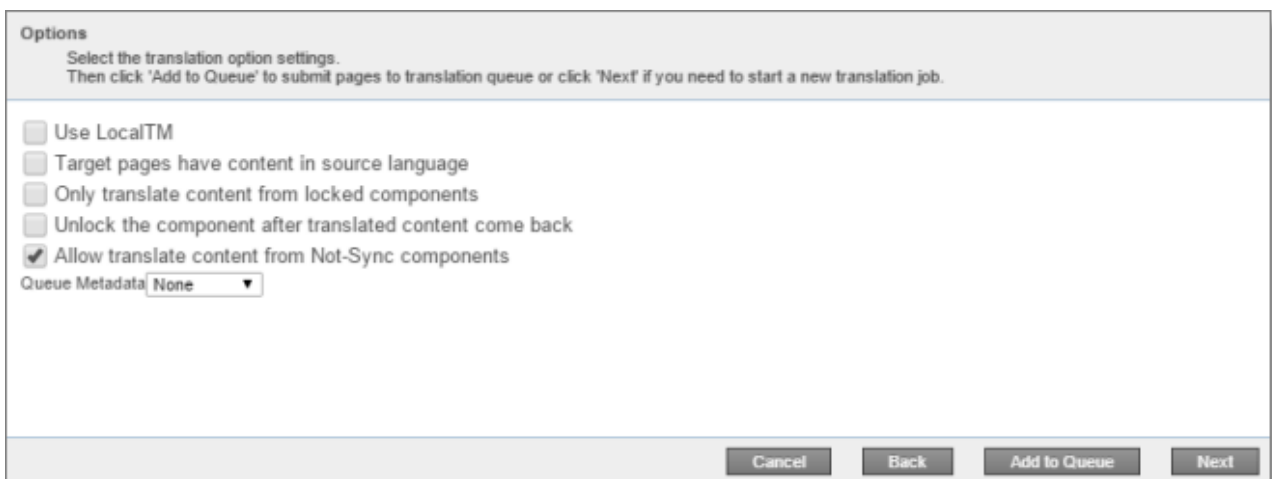 Options
Select the translation option settings.
Then click 'Add to Queue' to submit pages to translation queue or click 'Next' if you need to start a new translation job.
Use LocalTM
Target pages have content in source language
Only translate content from locked components
Unlock the component after translated content come back
Allow translate content from Not-Sync components
Queue Metadata None
Cancel Back Add to Queue Next